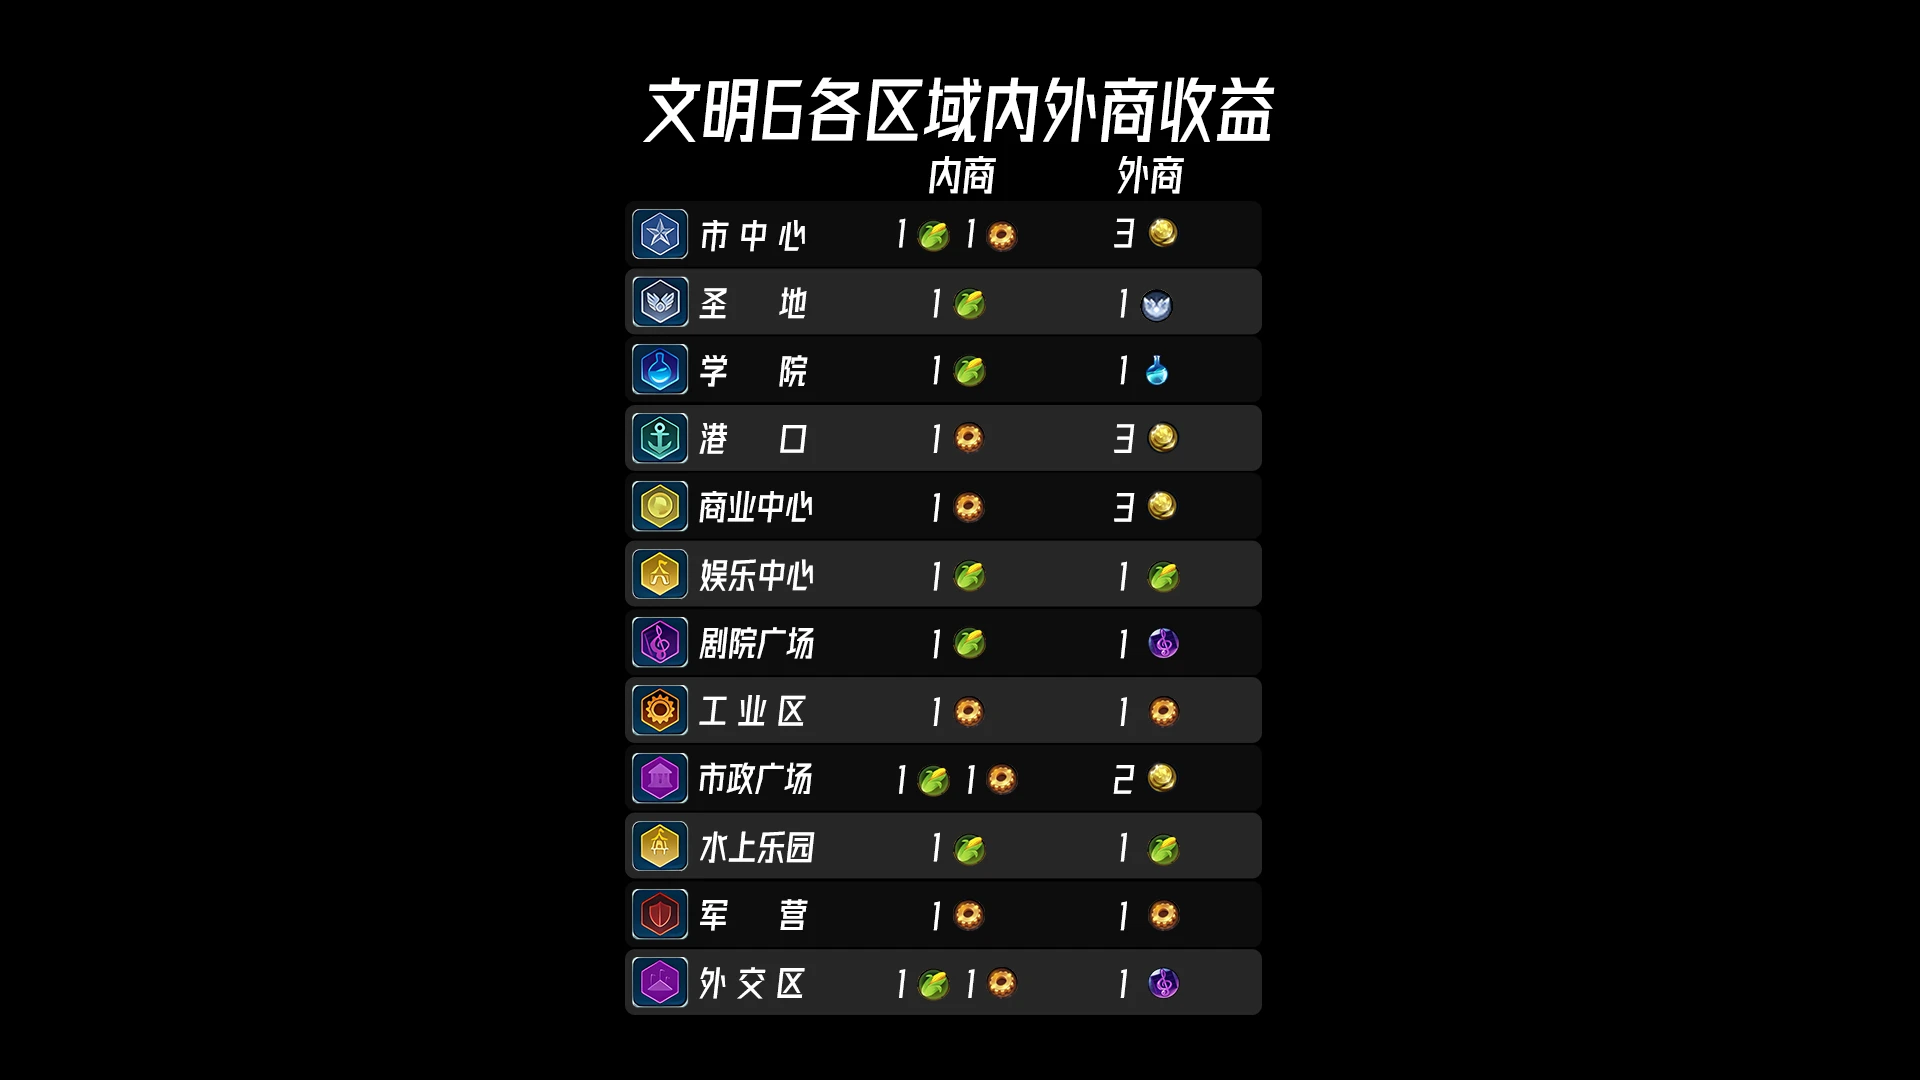 文明6各区域内外商收益
内商 外商
市中心 1 1 3
圣地 1 1
学院 1 1
港口 1 3
商业中心 1 3
娱乐中心 1 1
剧院广场 1 1
工业区 1 1
市政广场 1 1 2
水上乐园 1 1
军营 1 1
外交区 1 1 1